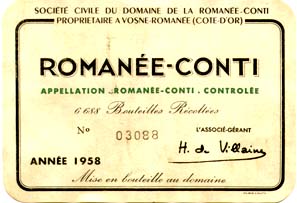 SOCIÉTÉ CIVILE DU DOMAINE DE LA ROMANÉE-CONTI
PROPRIÉTAIRE A VOSNE-ROMANÉE (COTE-D'OR)
ROMANÉE-CONTI
APPELLATION ROMANÉE-CONTI CONTROLÉE
6 688 Bouteilles Récoltées
No 03088
L'ASSOCIÉ-GÉRANT
ANNÉE 1958
H. de Villaine
Mise en bouteille au domaine